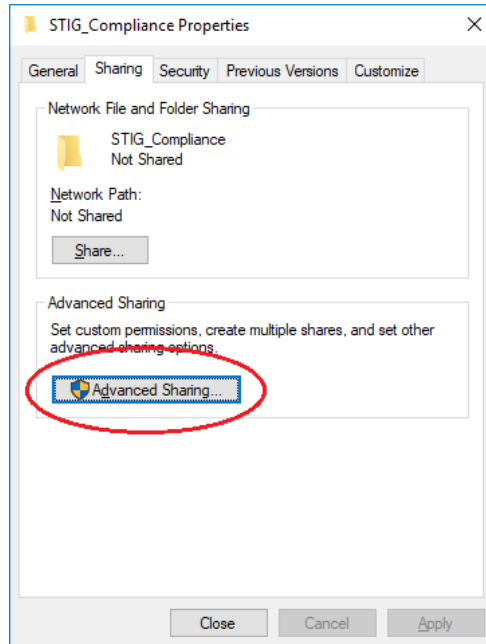 STIG_Compliance Properties
General Sharing Security Previous Versions Customize
Network File and Folder Sharing
STIG_Compliance
Not Shared
Network Path:
Not Shared
Share...
Advanced Sharing
Set custom permissions, create multiple shares, and set other
advanced sharing options.
Advanced Sharing...
Close Cancel Apply